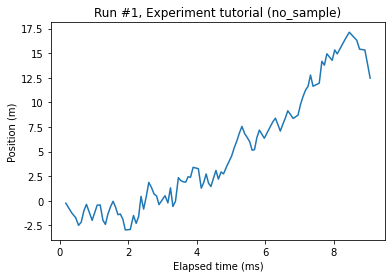 Run #1, Experiment tutorial (no_sample)
17.5
15
12.5
10
7.5
5
2.5
0
-2.5
Position (m)
0 2 4 6 8
Elapsed time (ms)